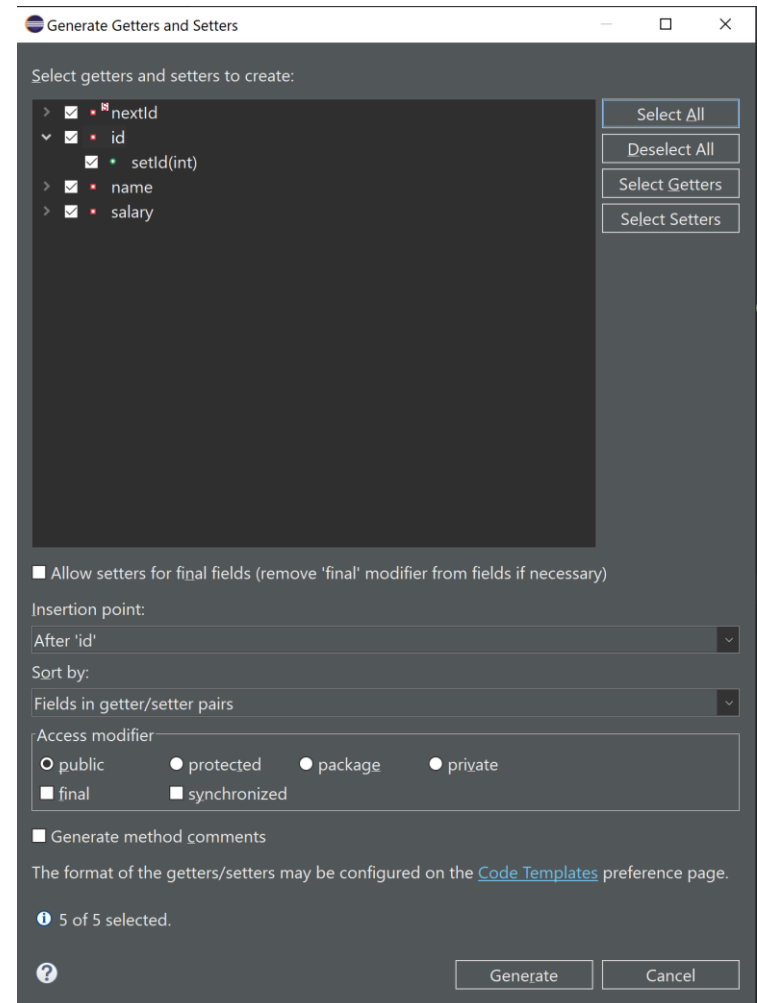 Generate Getters and Setters
Select getters and setters to create:
S nextId
id
setId(int)
name
salary
Select All
Deselect All
Select Getters
Select Setters
Allow setters for final fields (remove 'final' modifier from fields if necessary)
Insertion point:
After 'id'
Sort by:
Fields in getter/setter pairs
Access modifier
public protected package private
final synchronized
Generate method comments
The format of the getters/setters may be configured on the Code Templates preference page.
5 of 5 selected.
Generate Cancel